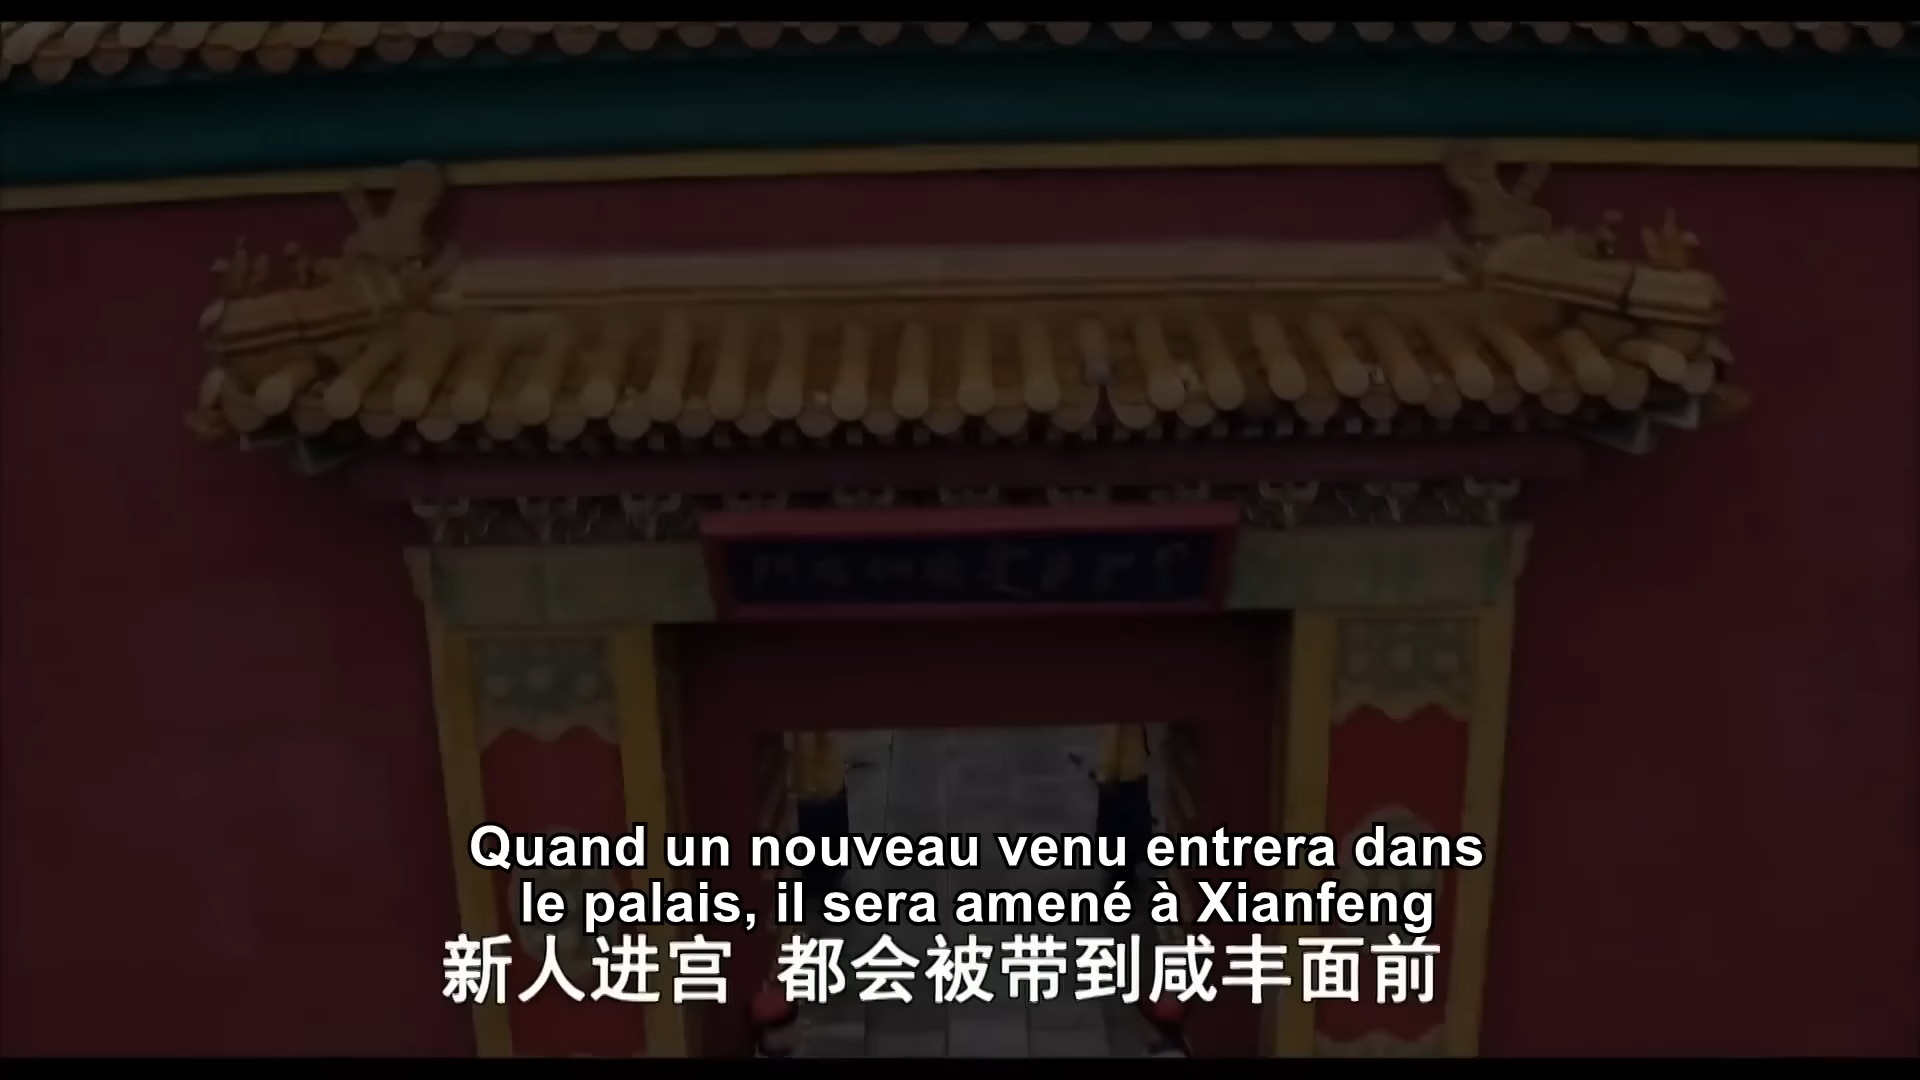 Quand un nouveau venu entrera dans
le palais, il sera amené à Xianfeng
新人进宫 都会被带到咸丰面前